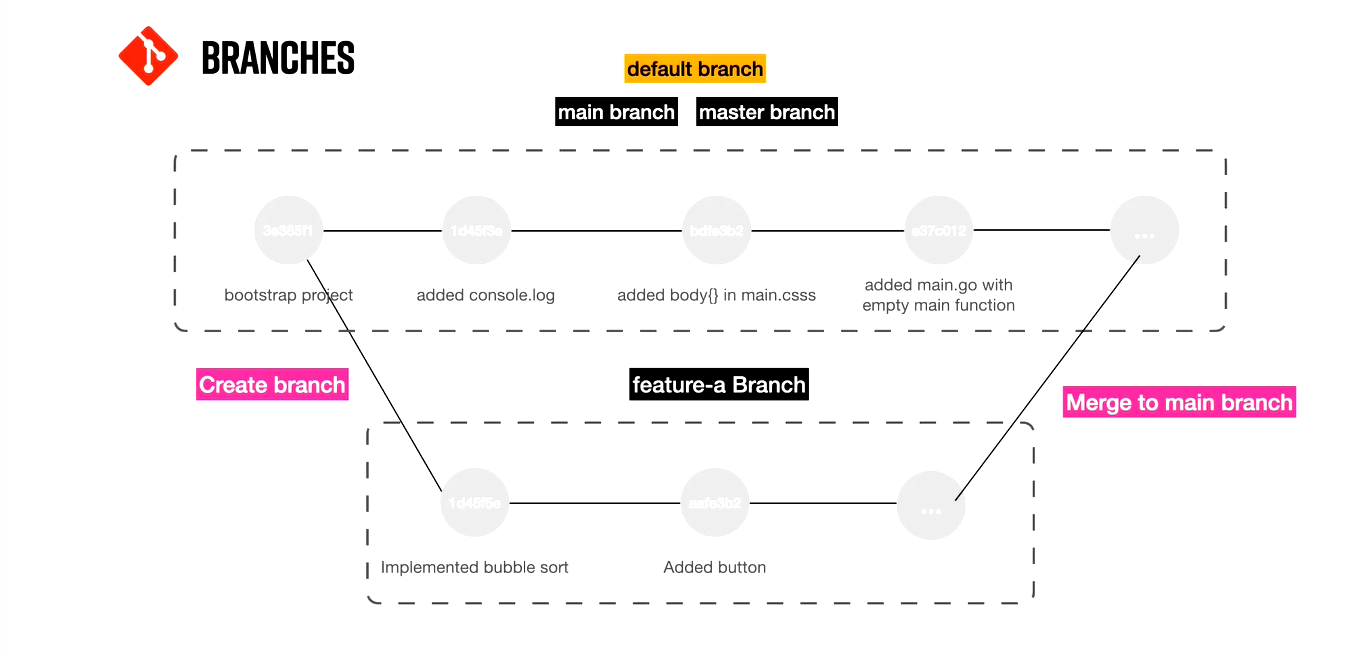 BRANCHES
default branch
main branch master branch
3e385f1 1d45f3e bdfe3b2 e37c012 ...
bootstrap project added console.log added body{} in main.csss added main.go with
empty main function
Create branch feature-a Branch Merge to main branch
1d45f5e aafe3b2 ...
Implemented bubble sort Added button